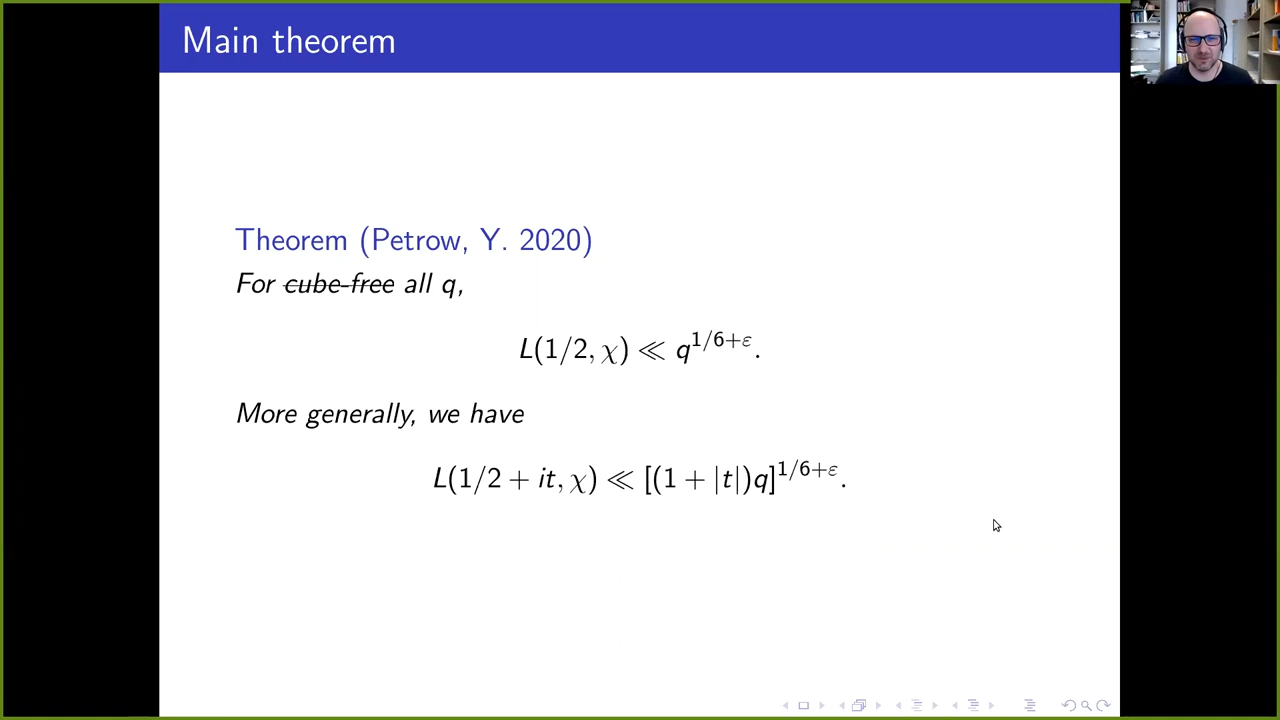 Main theorem
Theorem (Petrow, Y. 2020)
For cube-free all q,
L(1/2, χ) ≪ q^{1/6+ε}.
More generally, we have
L(1/2 + it, χ) ≪ [(1 + |t|)q]^{1/6+ε}.